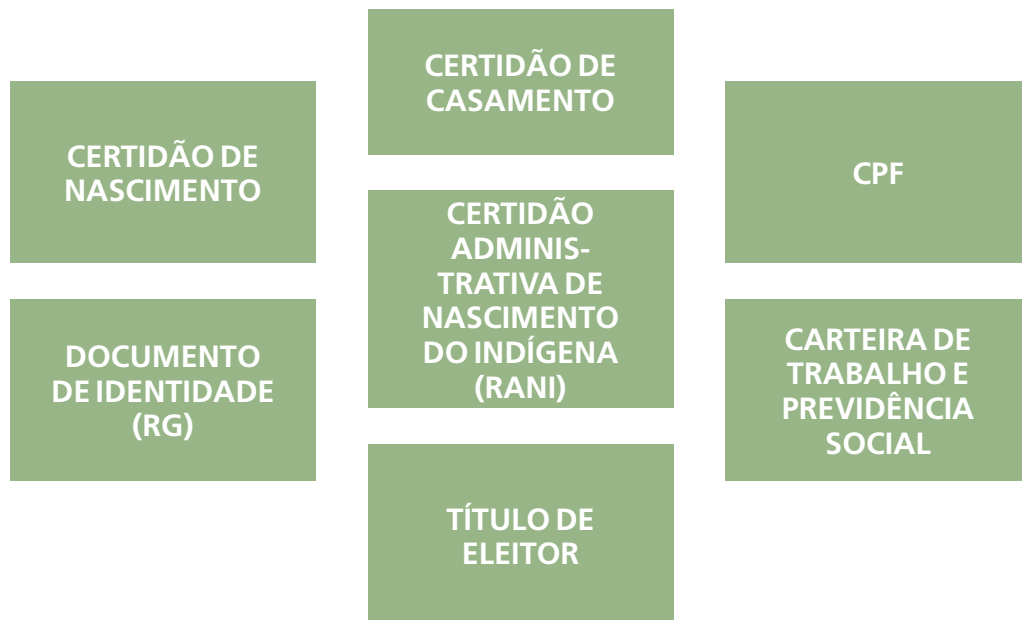 CERTIDÃO DE
NASCIMENTO
DOCUMENTO
DE IDENTIDADE
(RG)
CERTIDÃO DE
CASAMENTO
CERTIDÃO
ADMINIS-
TRATIVA DE
NASCIMENTO
DO INDÍGENA
(RANI)
TÍTULO DE
ELEITOR
CPF
CARTEIRA DE
TRABALHO E
PREVIDÊNCIA
SOCIAL